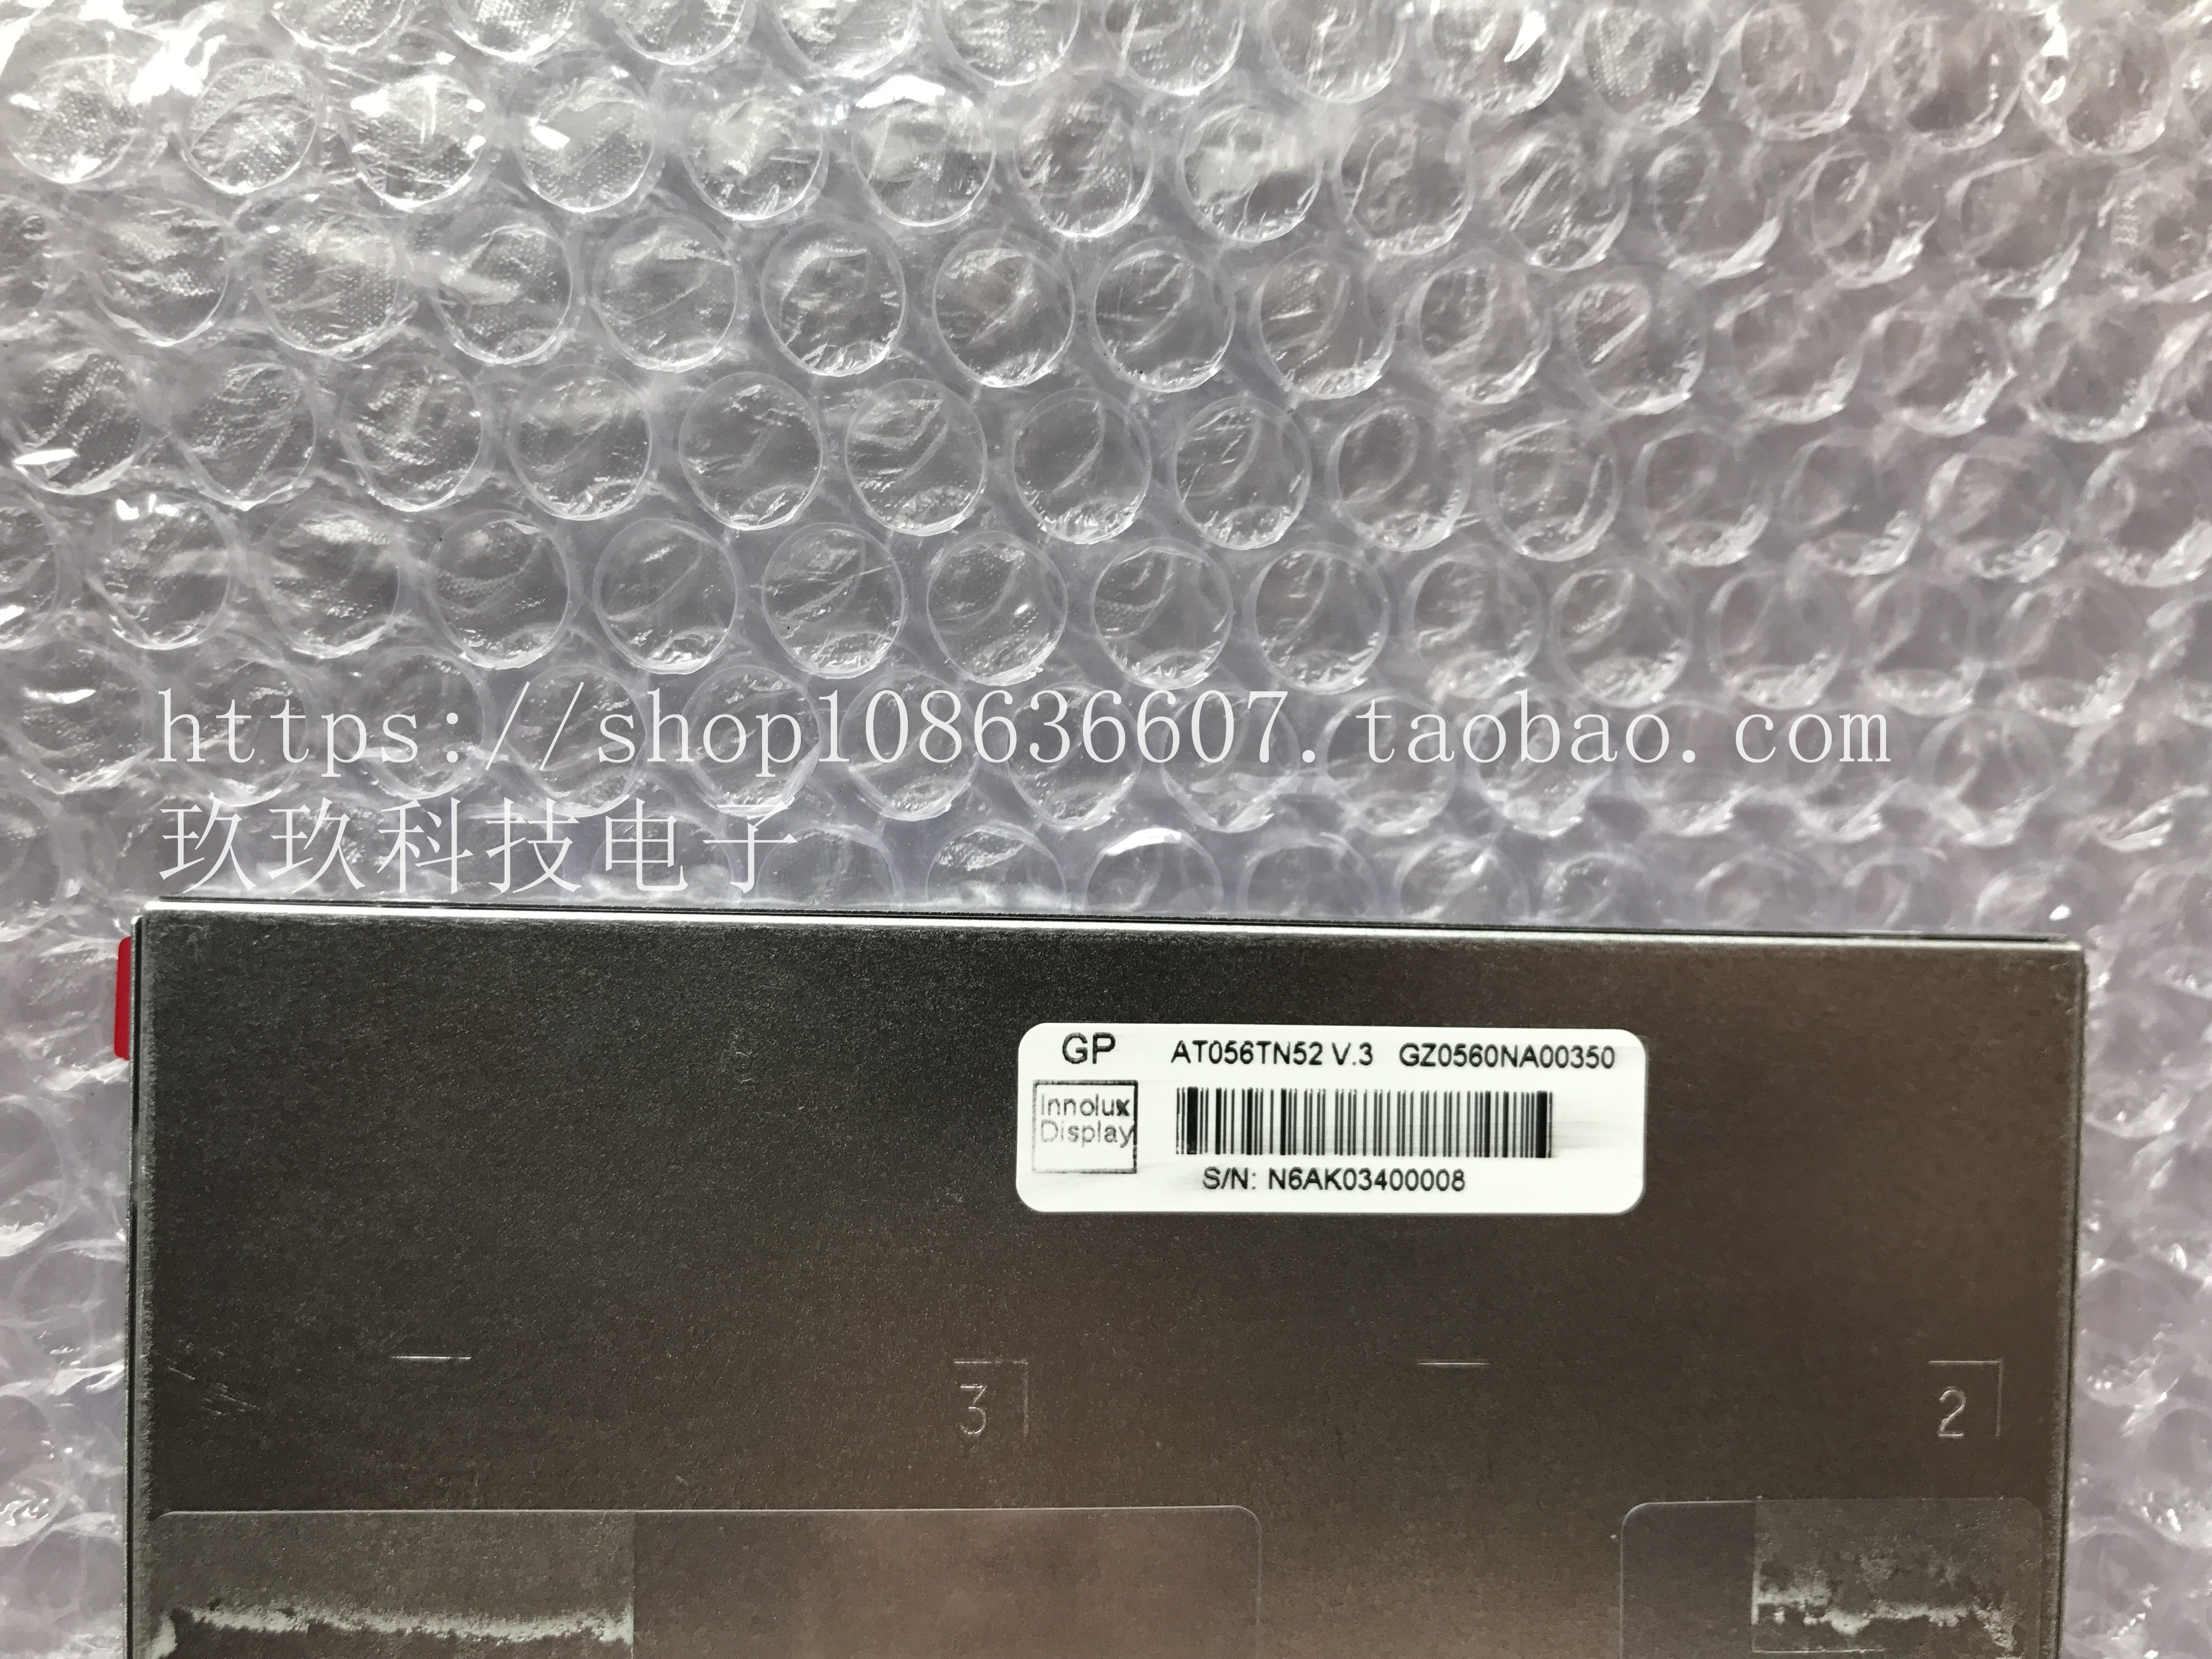 https://shop108636607.taobao.com
玖玖科技电子
GP AT056TN52 V.3 GZ0560NA00350
Innolux
Display
S/N: N6AK03400008
3
2